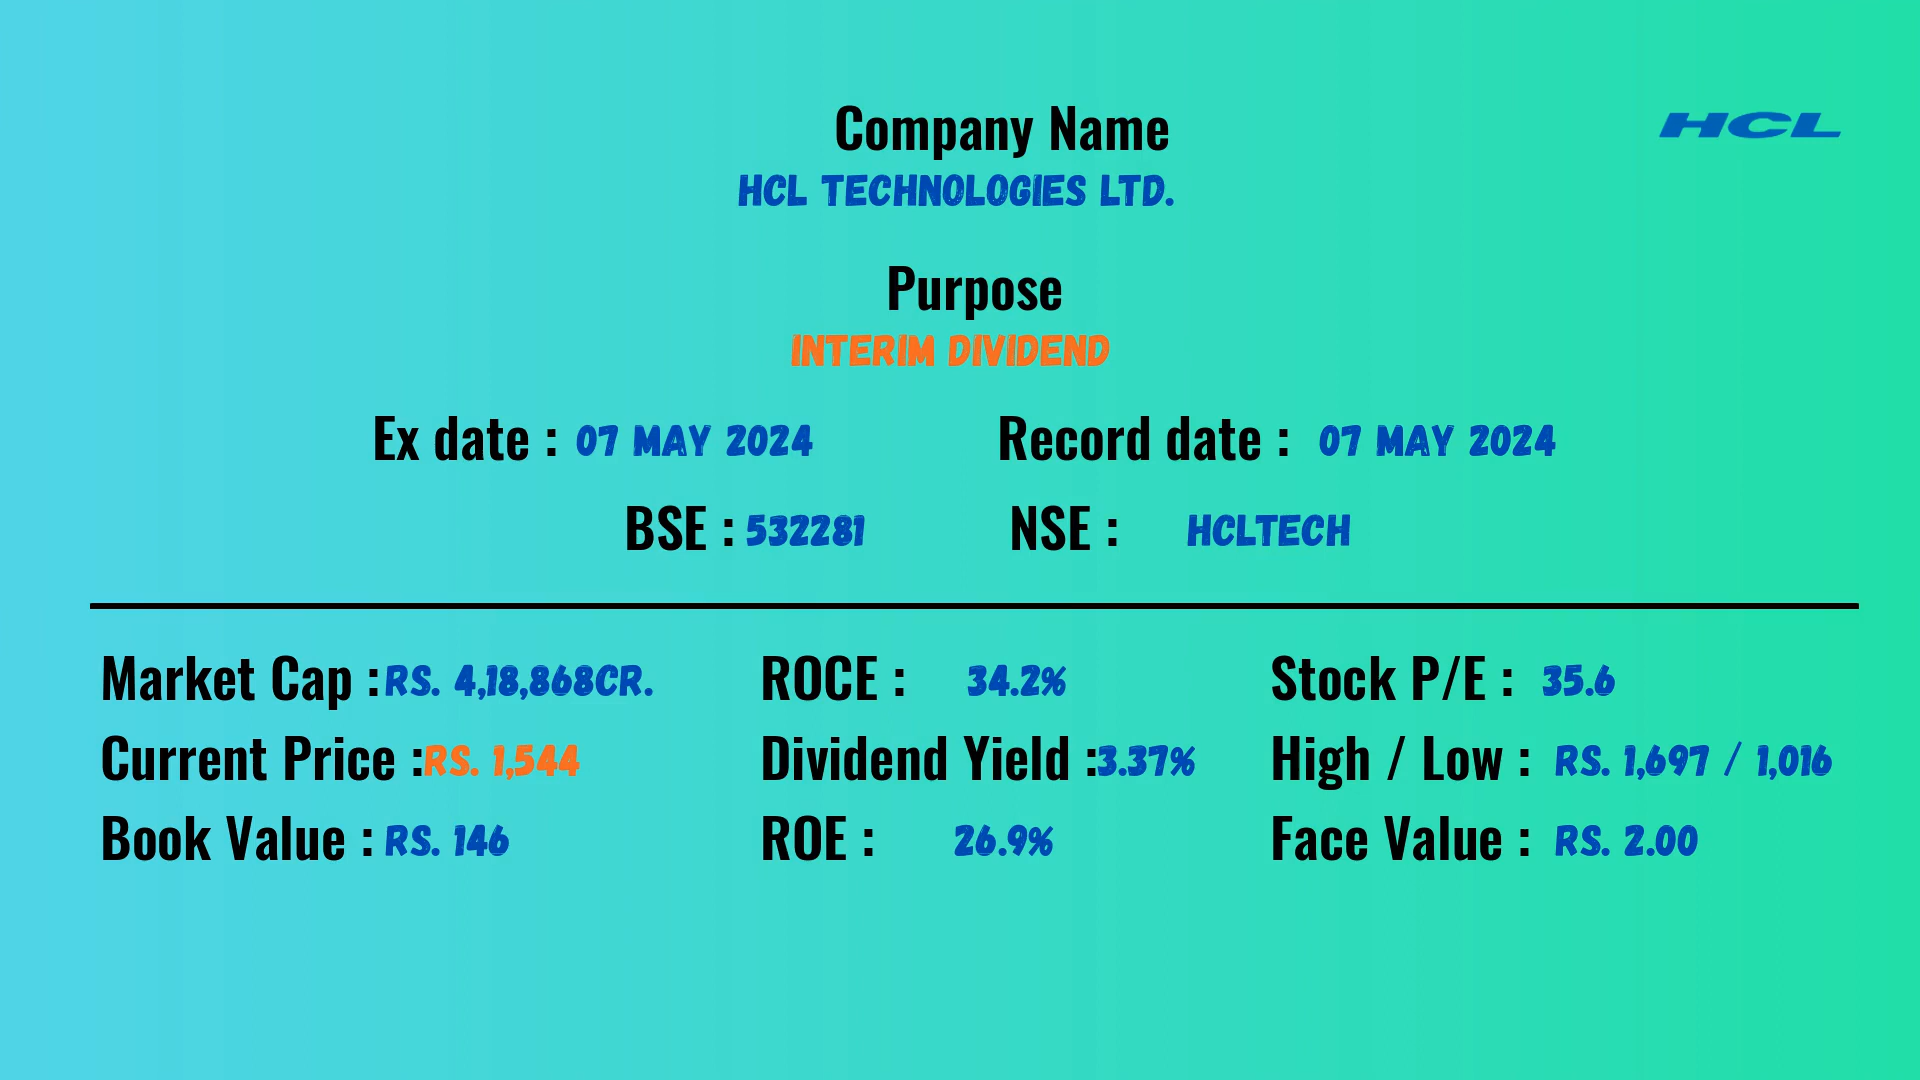 Company Name
HCL
HCL TECHNOLOGIES LTD.
Purpose
INTERIM DIVIDEND
Ex date : 07 MAY 2024 Record date : 07 MAY 2024
BSE : 532281 NSE : HCLTECH
Market Cap : RS. 4,18,868CR. ROCE : 34.2% Stock P/E : 35.6
Current Price : RS. 1,544 Dividend Yield : 3.37% High / Low : RS. 1,697 / 1,016
Book Value : RS. 146 ROE : 26.9% Face Value : RS. 2.00